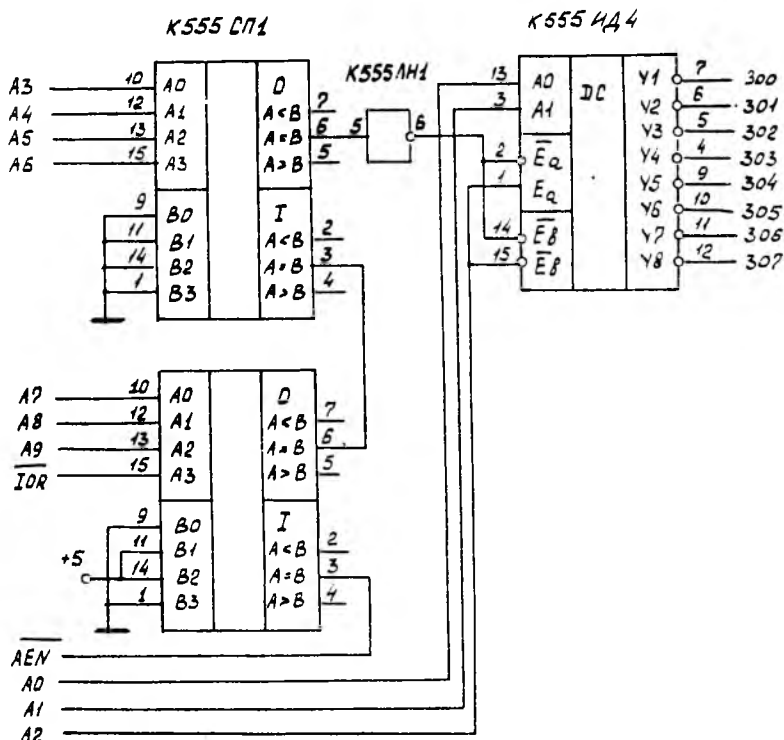 К555 СП1
К555 ИД4
К555ЛН1
A3 10 A0 D
A<B 7
A4 12 A1
A=B 6 5 6
A5 13 A2
A>B 5
A6 15 A3
9 B0 I
11 B1 A<B 2
14 B2 A=B 3
1 B3 A>B 4
13 A0 DC Y1 7 300
3 A1 Y2 6 301
Y3 5 302
2 Ea Y4 4 303
1 Ea Y5 9 304
Y6 10 305
14 Eв Y7 11 306
15 Eв Y8 12 307
A7 10 A0 D
A8 12 A1 A<B 7
A9 13 A2 A=B 6
IOR 15 A3 A>B 5
9 B0 I
11 B1 A<B 2
+5 14 B2 A=B 3
1 B3 A>B 4
AEN
A0
A1
A2